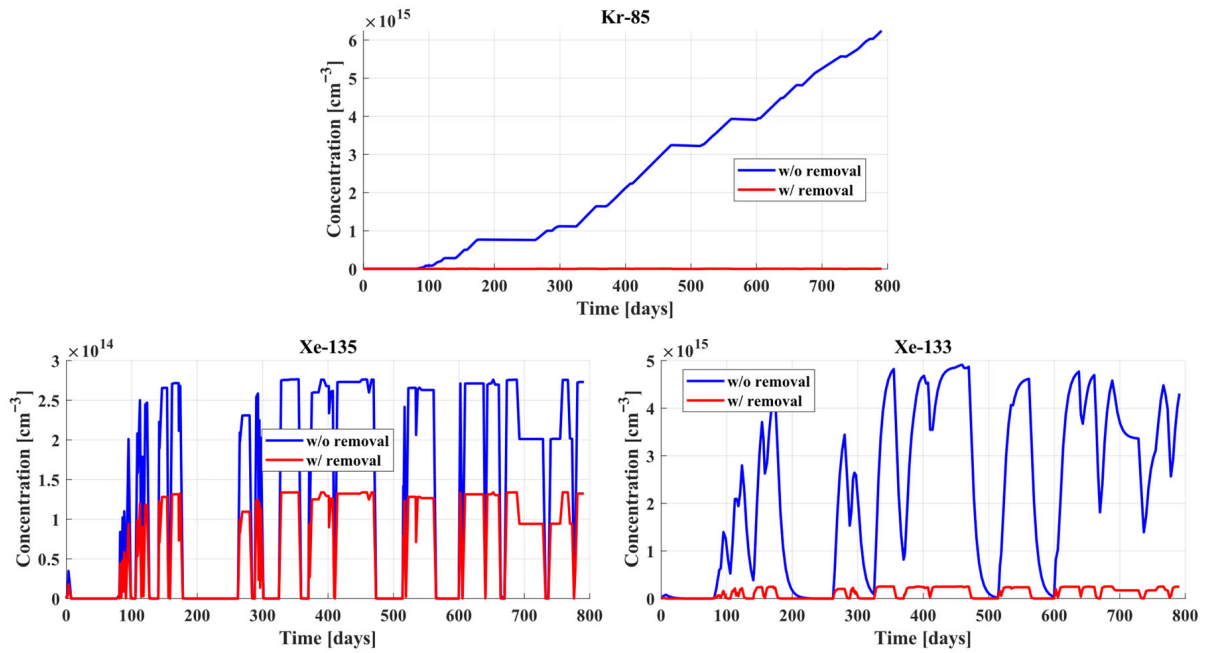 Kr-85
×10^15
6
5
4
3
2
1
0
Concentration [cm^−3]
w/o removal
w/ removal
0 100 200 300 400 500 600 700 800
Time [days]
Xe-135
×10^14
3
2.5
2
1.5
1
0.5
0
Concentration [cm^−3]
w/o removal
w/ removal
0 100 200 300 400 500 600 700 800
Time [days]
Xe-133
×10^15
5
4
3
2
1
0
Concentration [cm^−3]
w/o removal
w/ removal
0 100 200 300 400 500 600 700 800
Time [days]